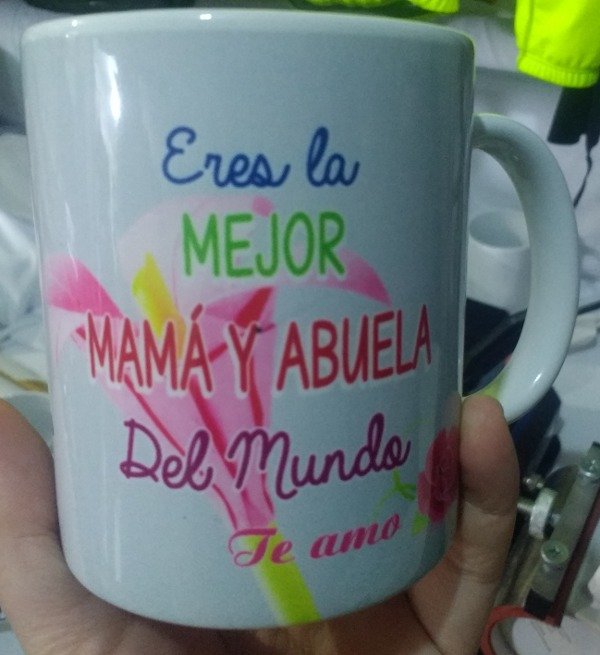 Eres la
MEJOR
MAMÁ Y ABUELA
Del Mundo
Te amo